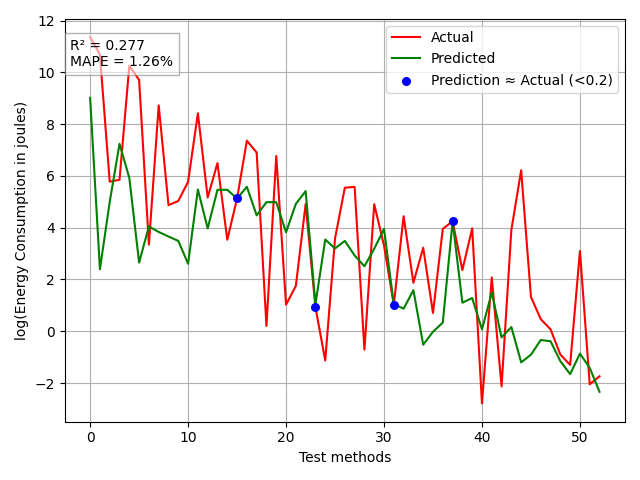 R² = 0.277
MAPE = 1.26%
Actual
Predicted
Prediction ≈ Actual (<0.2)
log(Energy Consumption in joules)
12
10
8
6
4
2
0
−2
0 10 20 30 40 50
Test methods